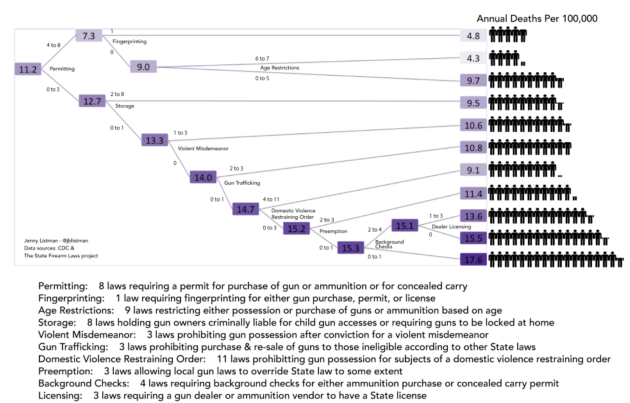 Annual Deaths Per 100,000
1
7.3
4.8
4 to 8
Fingerprinting
0
6 to 7
4.3
11.2
Permitting
9.0
Age Restrictions
0 to 5
9.7
0 to 3
2 to 8
12.7
9.5
Storage
0 to 1
1 to 3
10.6
13.3
Violent Misdemeanor
0
2 to 3
10.8
14.0
Gun Trafficking
9.1
0 to 1
4 to 11
14.7
Domestic Violence
Restraining Order
2 to 3
11.4
0 to 3
15.2
Preemption
2 to 4
15.1
1 to 3
13.6
Dealer Licensing
0 to 1
15.3
Background
Checks
0
15.5
0 to 1
17.6
Jenny Listman - @jblistman
Data sources: CDC &
The State Firearm Laws project
Permitting: 8 laws requiring a permit for purchase of gun or ammunition or for concealed carry
Fingerprinting: 1 law requiring fingerprinting for either gun purchase, permit, or license
Age Restrictions: 9 laws restricting either possession or purchase of guns or ammunition based on age
Storage: 8 laws holding gun owners criminally liable for child gun accesses or requiring guns to be locked at home
Violent Misdemeanor: 3 laws prohibiting gun possession after conviction for a violent misdemeanor
Gun Trafficking: 3 laws prohibiting purchase & re-sale of guns to those ineligible according to other State laws
Domestic Violence Restraining Order: 11 laws prohibitting gun possession for subjects of a domestic violence restraining order
Preemption: 3 laws allowing local gun laws to override State law to some extent
Background Checks: 4 laws requiring background checks for either ammunition purchase or concealed carry permit
Licensing: 3 laws requiring a gun dealer or ammunition vendor to have a State license